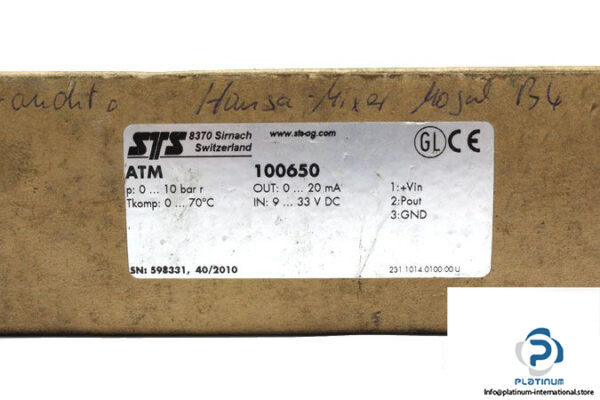 Hansa-Mixer Mogul B4
STS 8370 Sirnach
Switzerland
www.sts-ag.com
GL CE
ATM 100650
p: 0 ... 10 bar r OUT: 0 ... 20 mA 1:+Vin
Tkomp: 0 ... 70°C IN: 9 ... 33 V DC 2:Pout
3:GND
SN: 598331, 40/2010 231.1014.0100.00 U
PLATINUM
Info@platinum-international.store